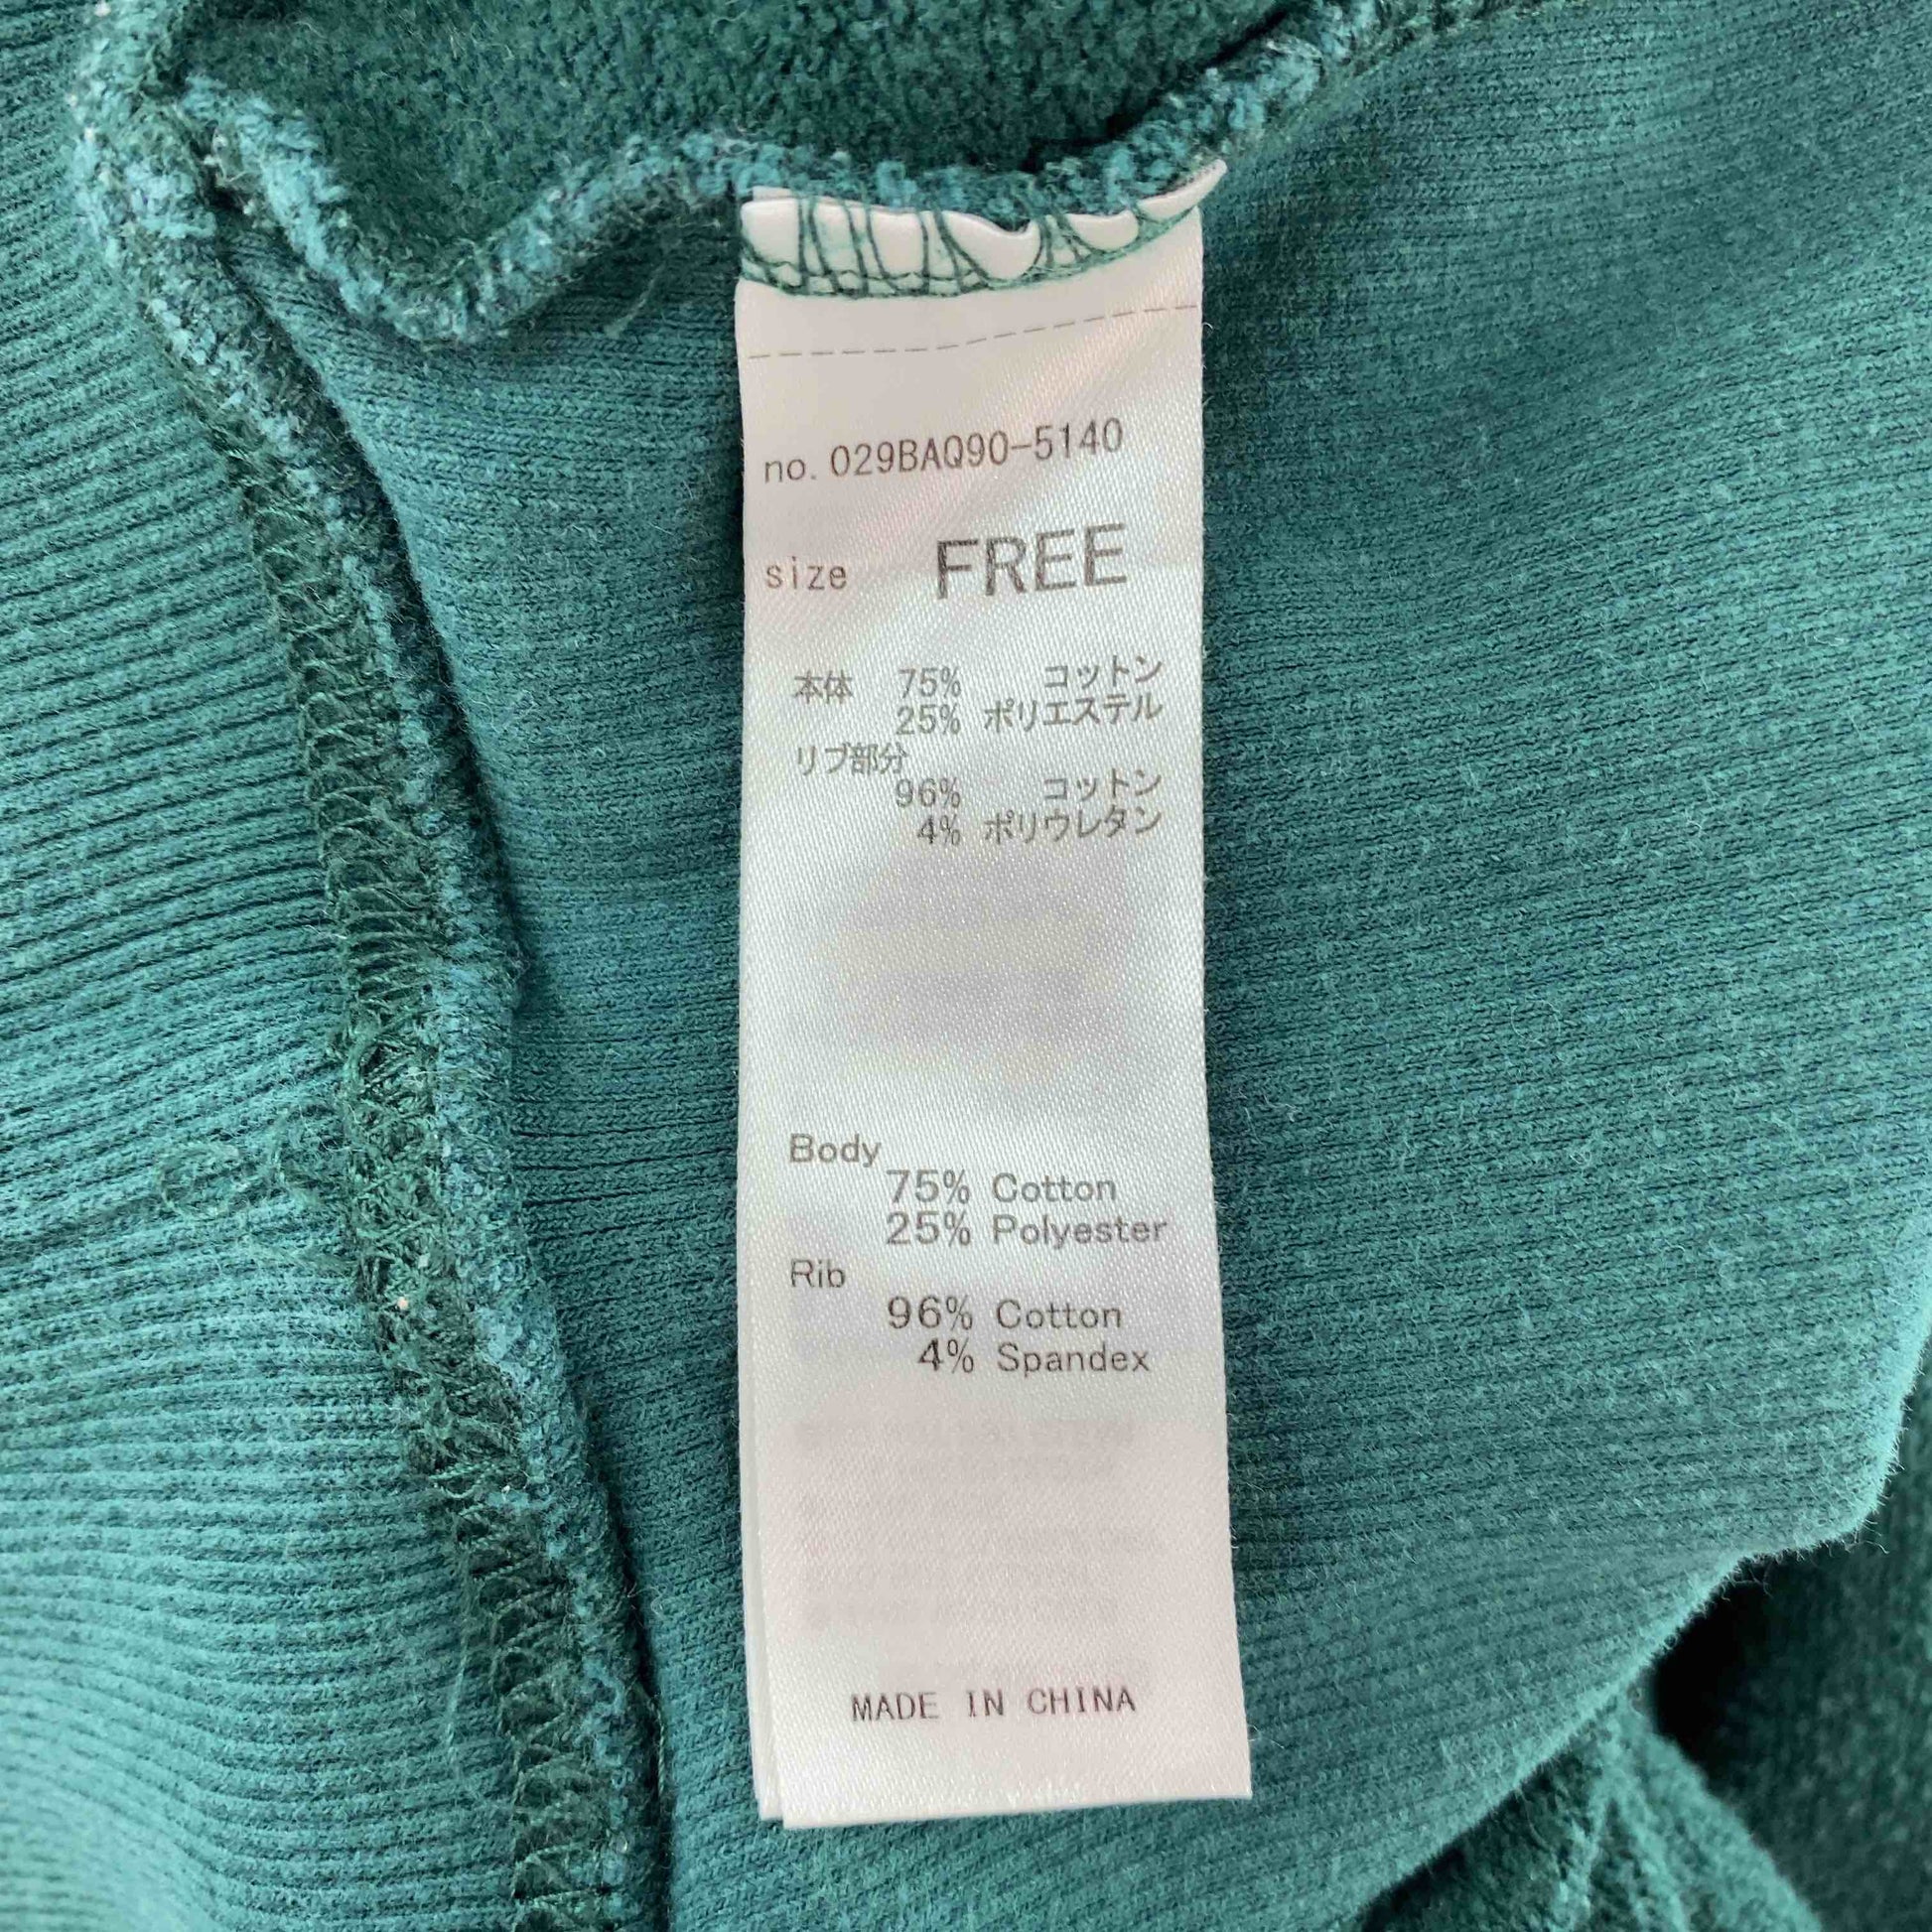 no. 029BAQ90-5140
size FREE
本体 75% コットン
25% ポリエステル
リブ部分
96% コットン
4% ポリウレタン
Body
75% Cotton
25% Polyester
Rib
96% Cotton
4% Spandex
MADE IN CHINA